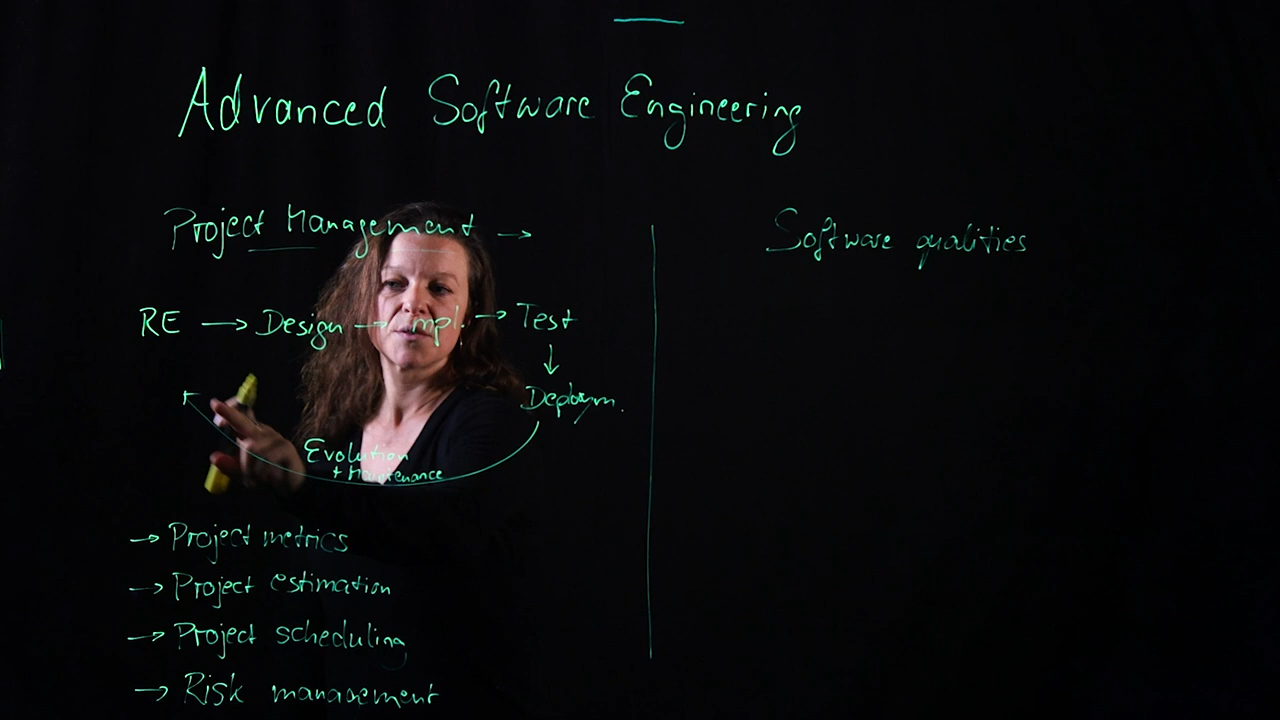 Advanced Software Engineering
Project Management →
RE → Design → Impl. → Test
↓
Deploym.
Evolution
+ Maintenance
→ Project metrics
→ Project estimation
→ Project scheduling
→ Risk management
Software qualities